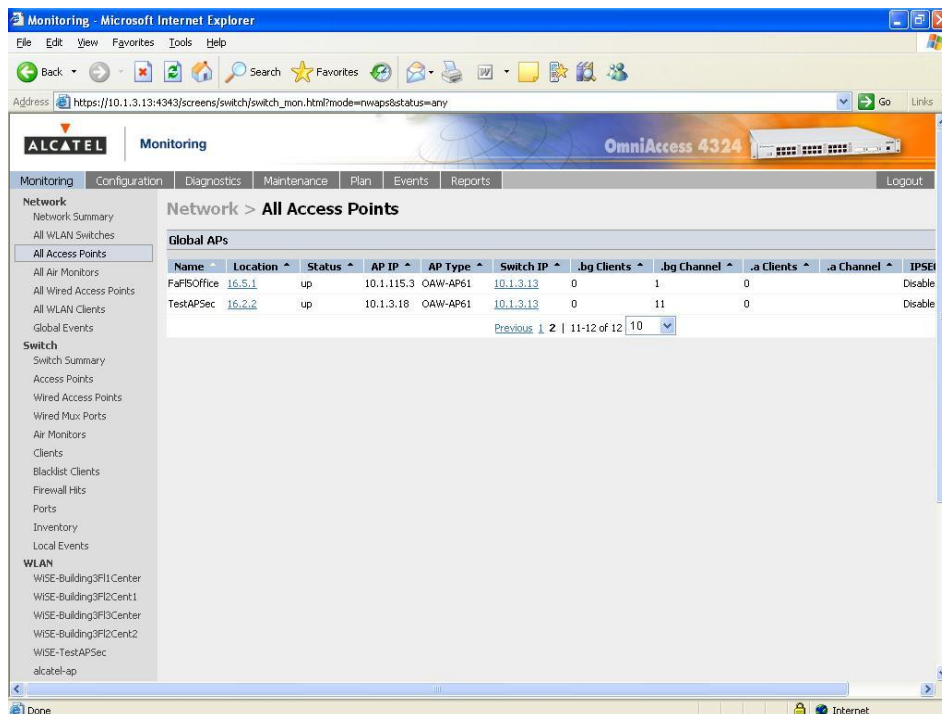 Monitoring - Microsoft Internet Explorer
File Edit View Favorites Tools Help
Back Search Favorites
Address https://10.1.3.13:4343/screens/switch/switch_mon.html?mode=nwaps&status=any Go Links
ALCATEL Monitoring OmniAccess 4324
Monitoring Configuration Diagnostics Maintenance Plan Events Reports Logout
Network
Network Summary
All WLAN Switches
All Access Points
All Air Monitors
All Wired Access Points
All WLAN Clients
Global Events
Switch
Switch Summary
Access Points
Wired Access Points
Wired Mux Ports
Air Monitors
Clients
Blacklist Clients
Firewall Hits
Ports
Inventory
Local Events
WLAN
WiSE-Building3Fl1Center
WiSE-Building3Fl2Cent1
WiSE-Building3Fl3Center
WiSE-Building3Fl2Cent2
WiSE-TestAPSec
alcatel-ap
Network > All Access Points
Global APs
Name Location Status AP IP AP Type Switch IP .bg Clients .bg Channel .a Clients .a Channel
FaFlSOffice 16.5.1 up 10.1.115.3 OAW-AP61 10.1.3.13 0 1 0 Disable
TestAPSec 16.2.2 up 10.1.3.18 OAW-AP61 10.1.3.13 0 11 0 Disable
Previous 1 2 | 11-12 of 12 10
Done Internet